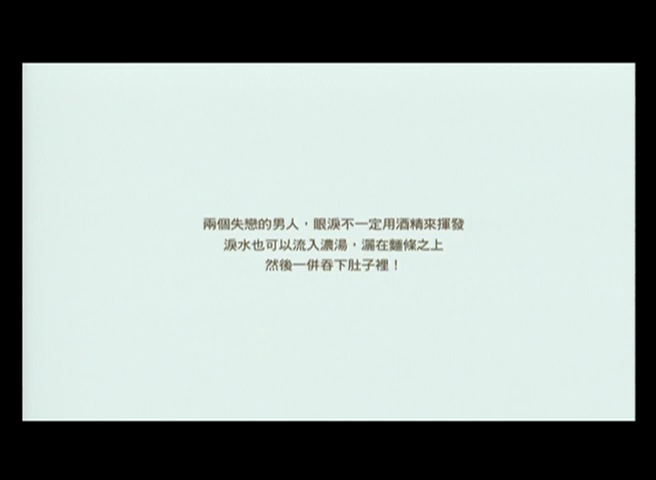 兩個失戀的男人，眼淚不一定用酒精來揮發
淚水也可以流入濃湯，灑在麵條之上
然後一併吞下肚子裡！